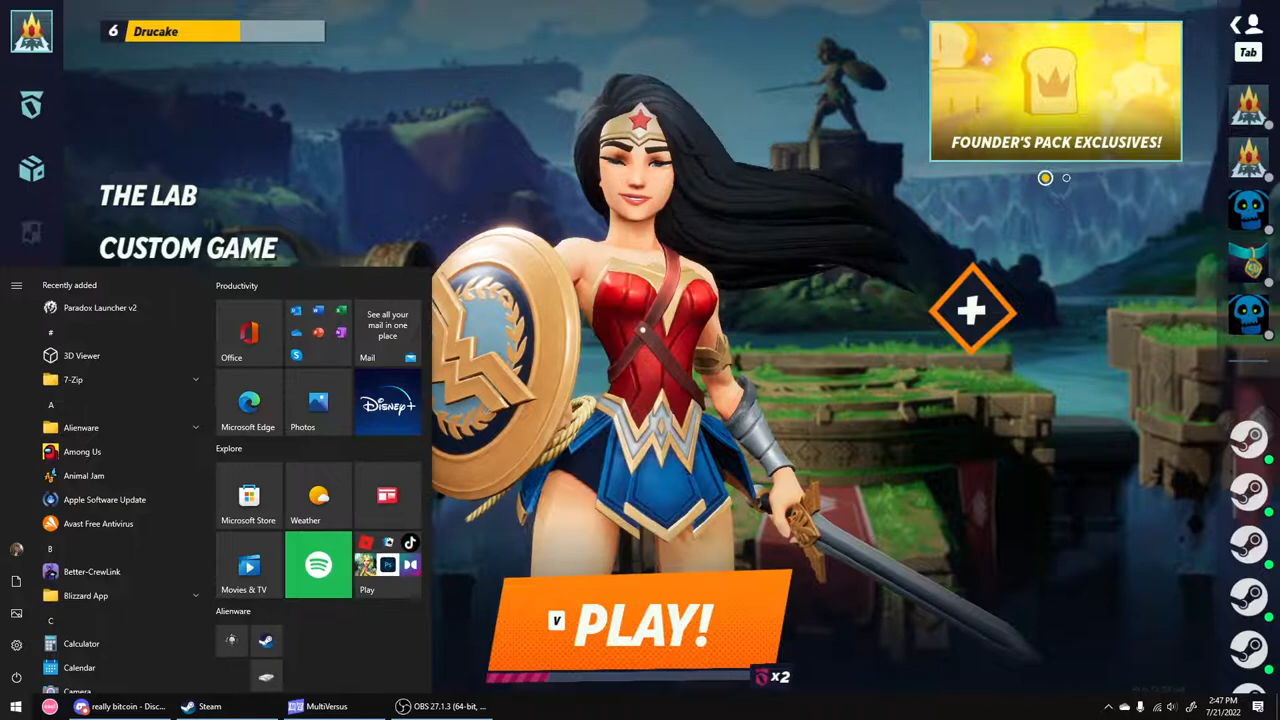 6 Drucake
THE LAB
CUSTOM GAME
FOUNDER'S PACK EXCLUSIVES!
Tab
Recently added
Paradox Launcher v2
#
3D Viewer
7-Zip
A
Alienware
Among Us
Animal Jam
Apple Software Update
Avast Free Antivirus
B
Better-CrewLink
Blizzard App
C
Calculator
Calendar
Camera
Productivity
Office
See all your
mail in one
place
Mail
Microsoft Edge
Photos
Disney+
Explore
Microsoft Store
Weather
Movies & TV
Play
Alienware
V PLAY!
x2
really bitcoin - Disc...
Steam
MultiVersus
OBS 27.1.3 (64-bit, ...
2:47 PM
7/21/2022